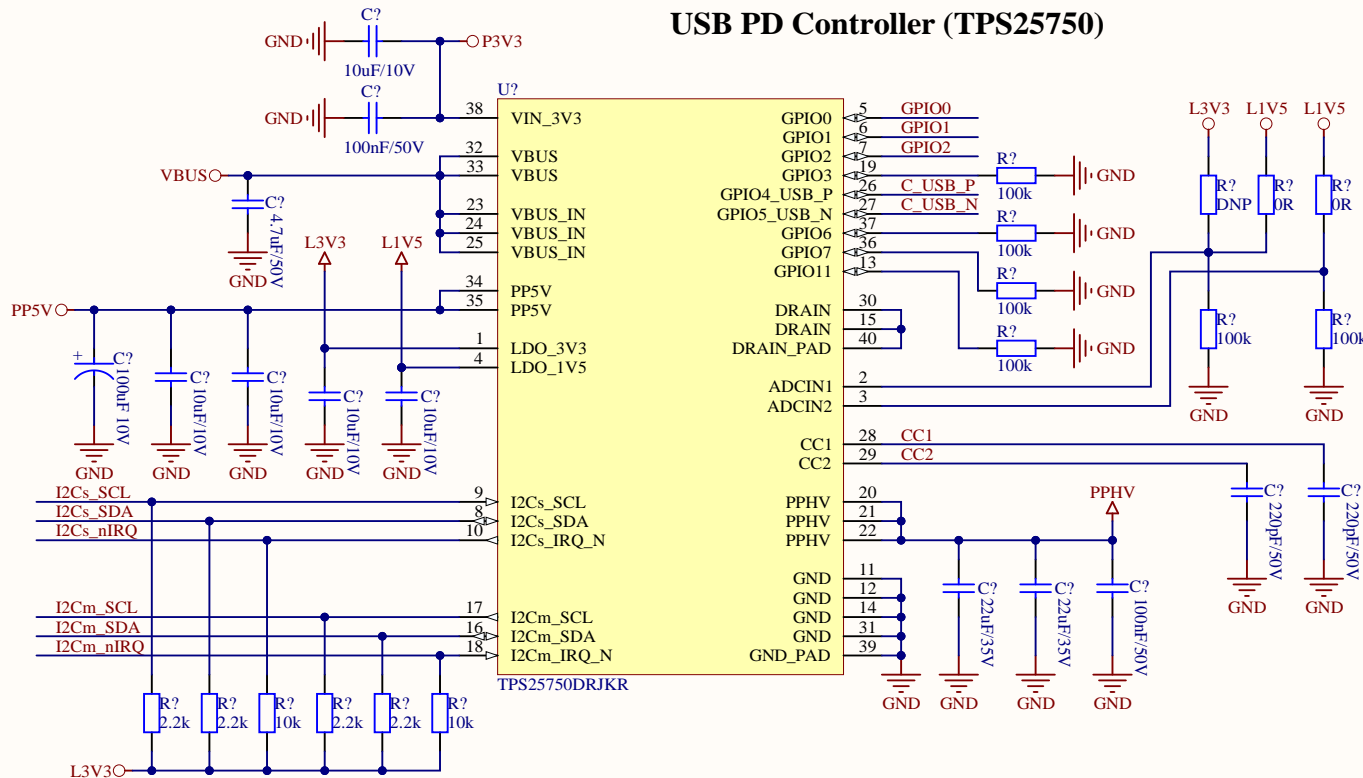 USB PD Controller (TPS25750)
C?
GND
P3V3
10uF/10V
C?
GND
100nF/50V
U?
38 VIN_3V3
32 VBUS
33 VBUS
VBUS
23 VBUS_IN
24 VBUS_IN
25 VBUS_IN
C?
4.7uF/50V
GND
L3V3
L1V5
34 PP5V
35 PP5V
PP5V
1 LDO_3V3
4 LDO_1V5
+
C?
100uF 10V
GND
C?
10uF/10V
GND
C?
10uF/10V
GND
C?
10uF/10V
GND
C?
10uF/10V
GND
I2Cs_SCL 9 I2Cs_SCL
I2Cs_SDA 8 I2Cs_SDA
I2Cs_nIRQ 10 I2Cs_IRQ_N
I2Cm_SCL 17 I2Cm_SCL
I2Cm_SDA 16 I2Cm_SDA
I2Cm_nIRQ 18 I2Cm_IRQ_N
TPS25750DRJKR
R?
2.2k
R?
2.2k
R?
10k
R?
2.2k
R?
2.2k
R?
10k
L3V3
GPIO0 5 GPIO0
GPIO1 6 GPIO1
GPIO2 7 GPIO2
GPIO3 19
GPIO4_USB_P 26 C_USB_P
GPIO5_USB_N 27 C_USB_N
GPIO6 37
GPIO7 36
GPIO11 13
R?
100k
GND
R?
100k
GND
R?
100k
GND
R?
100k
GND
DRAIN 30
DRAIN 15
DRAIN_PAD 40
ADCIN1 2
ADCIN2 3
L3V3
L1V5
L1V5
R?
DNP
R?
0R
R?
0R
R?
100k
R?
100k
GND
GND
CC1 28 CC1
CC2 29 CC2
C?
220pF/50V
GND
C?
220pF/50V
GND
PPHV 20
PPHV 21
PPHV 22
PPHV
C?
22uF/35V
GND
C?
22uF/35V
GND
C?
100nF/50V
GND
GND 11
GND 12
GND 14
GND 31
GND_PAD 39
GND